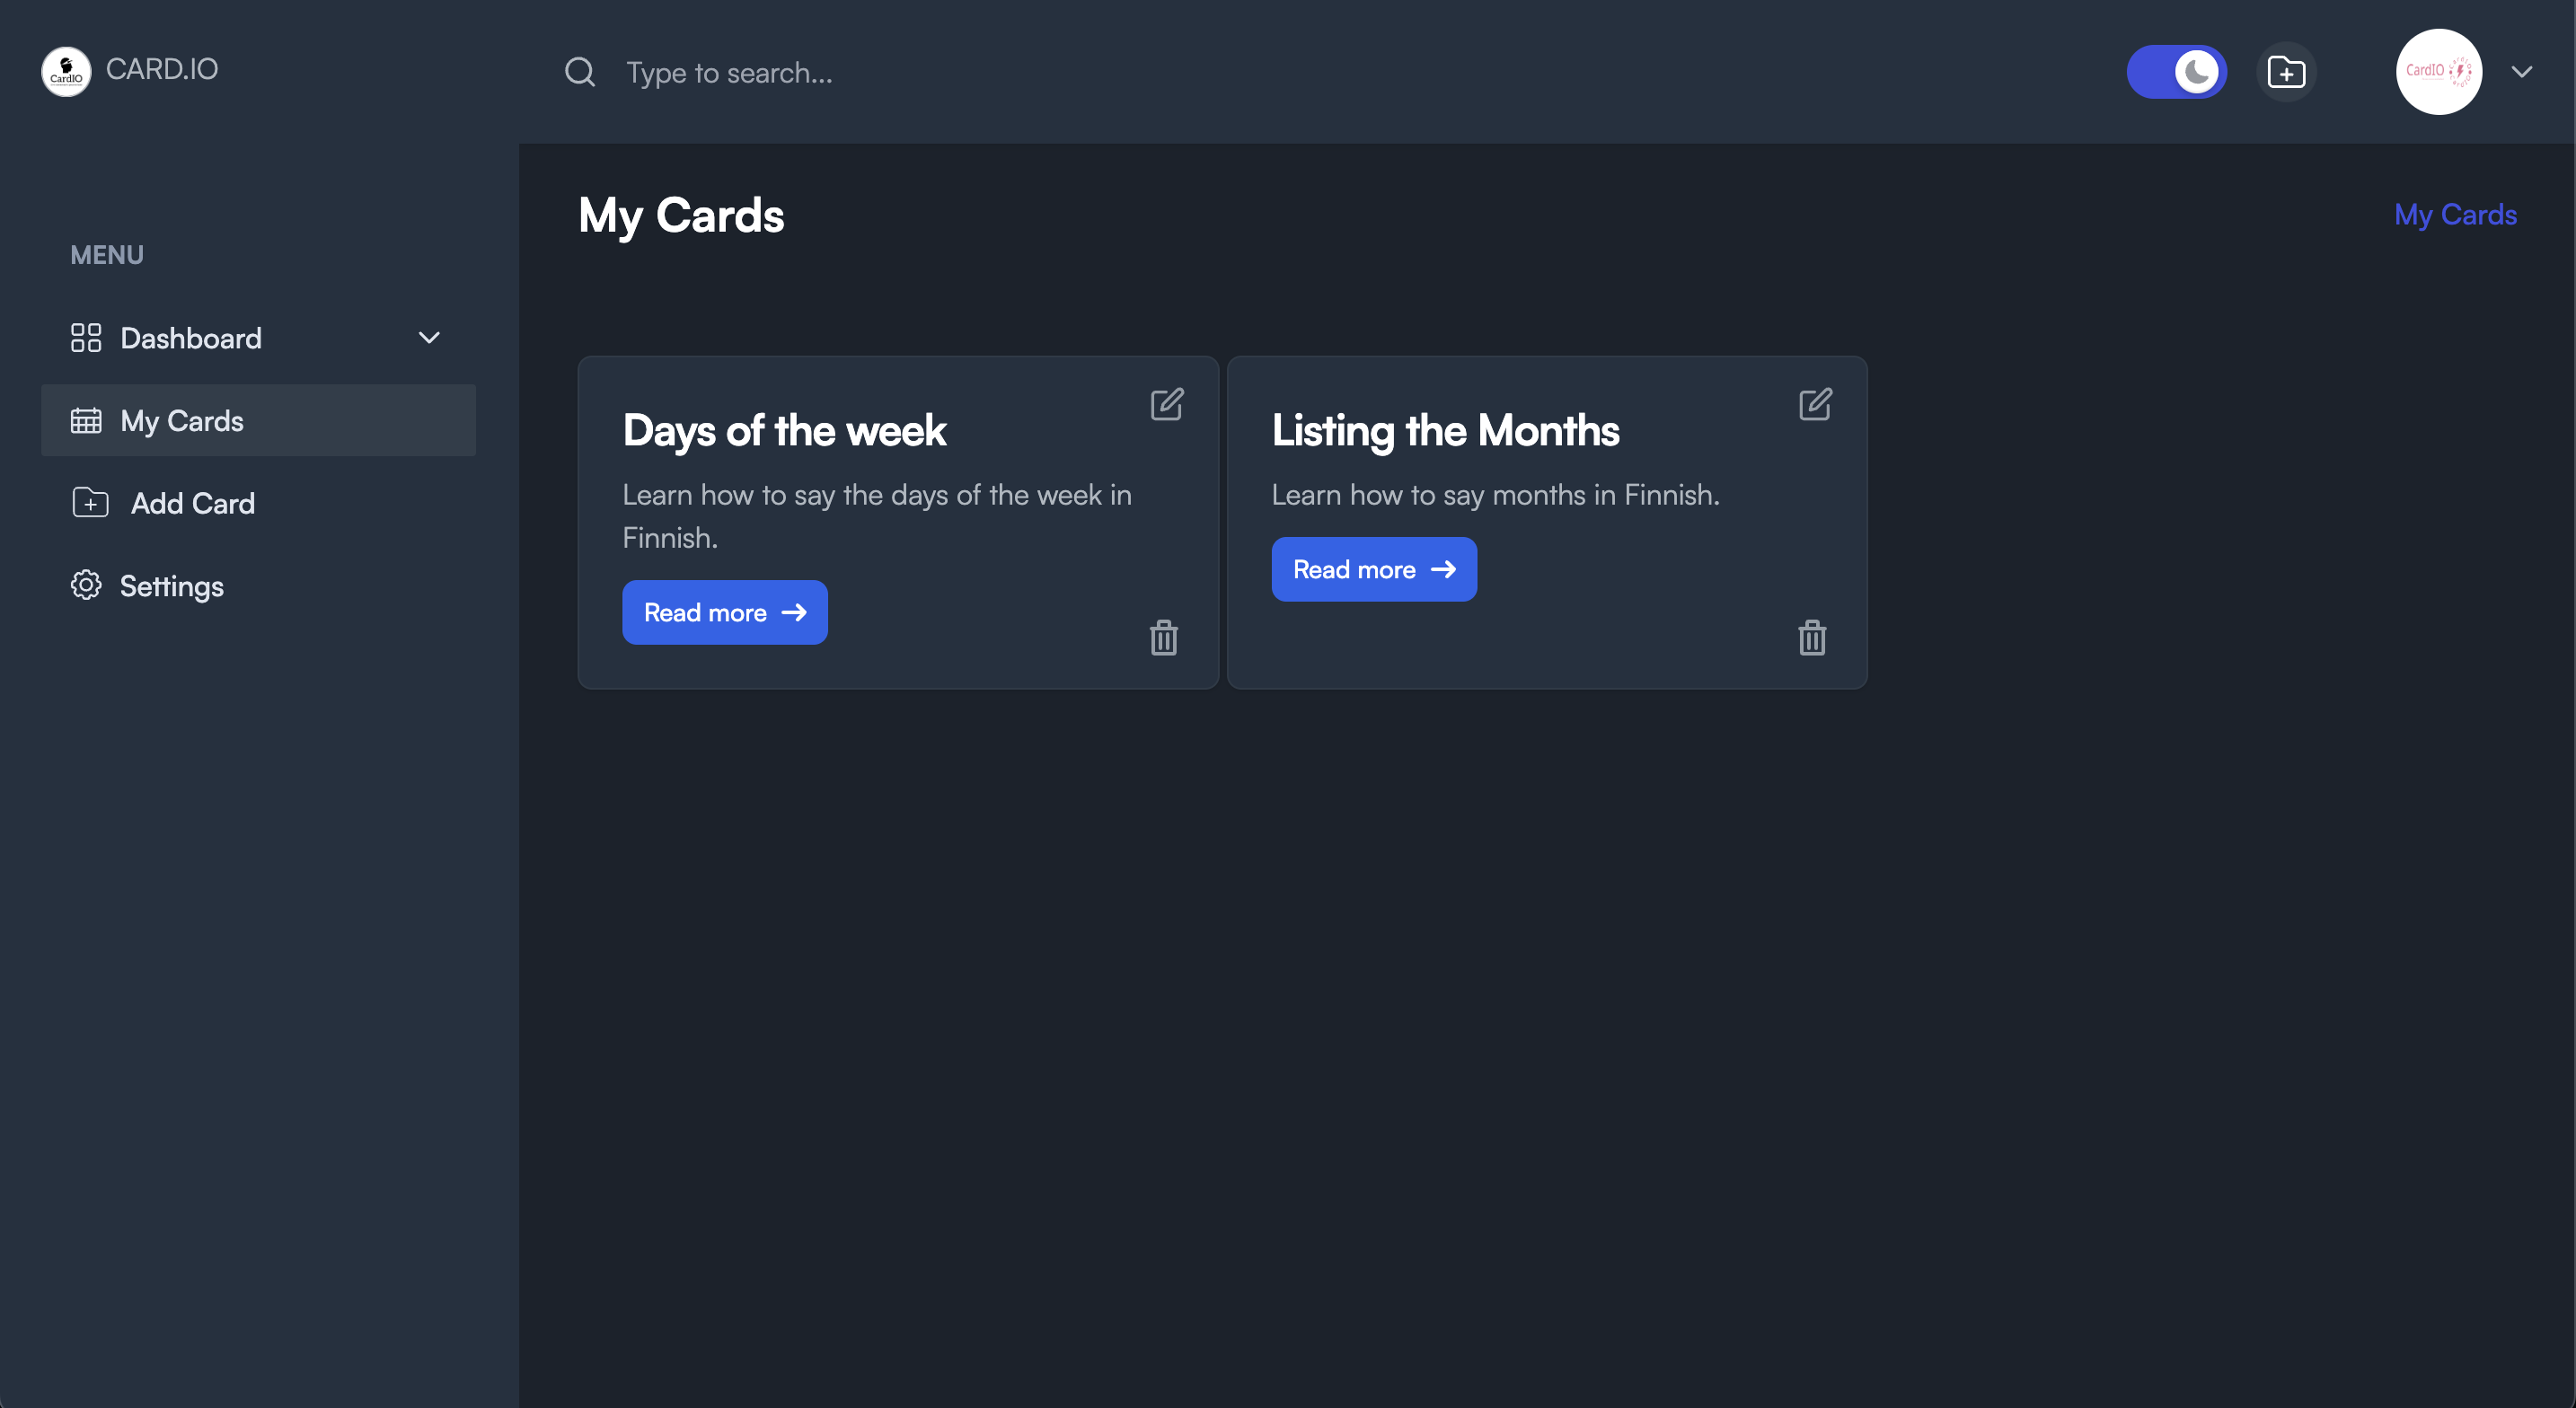 CardIO
CARD.IO
Type to search...
CardIO
MENU
Dashboard
My Cards
Add Card
Settings
My Cards
My Cards
Days of the week
Learn how to say the days of the week in
Finnish.
Read more
Listing the Months
Learn how to say months in Finnish.
Read more